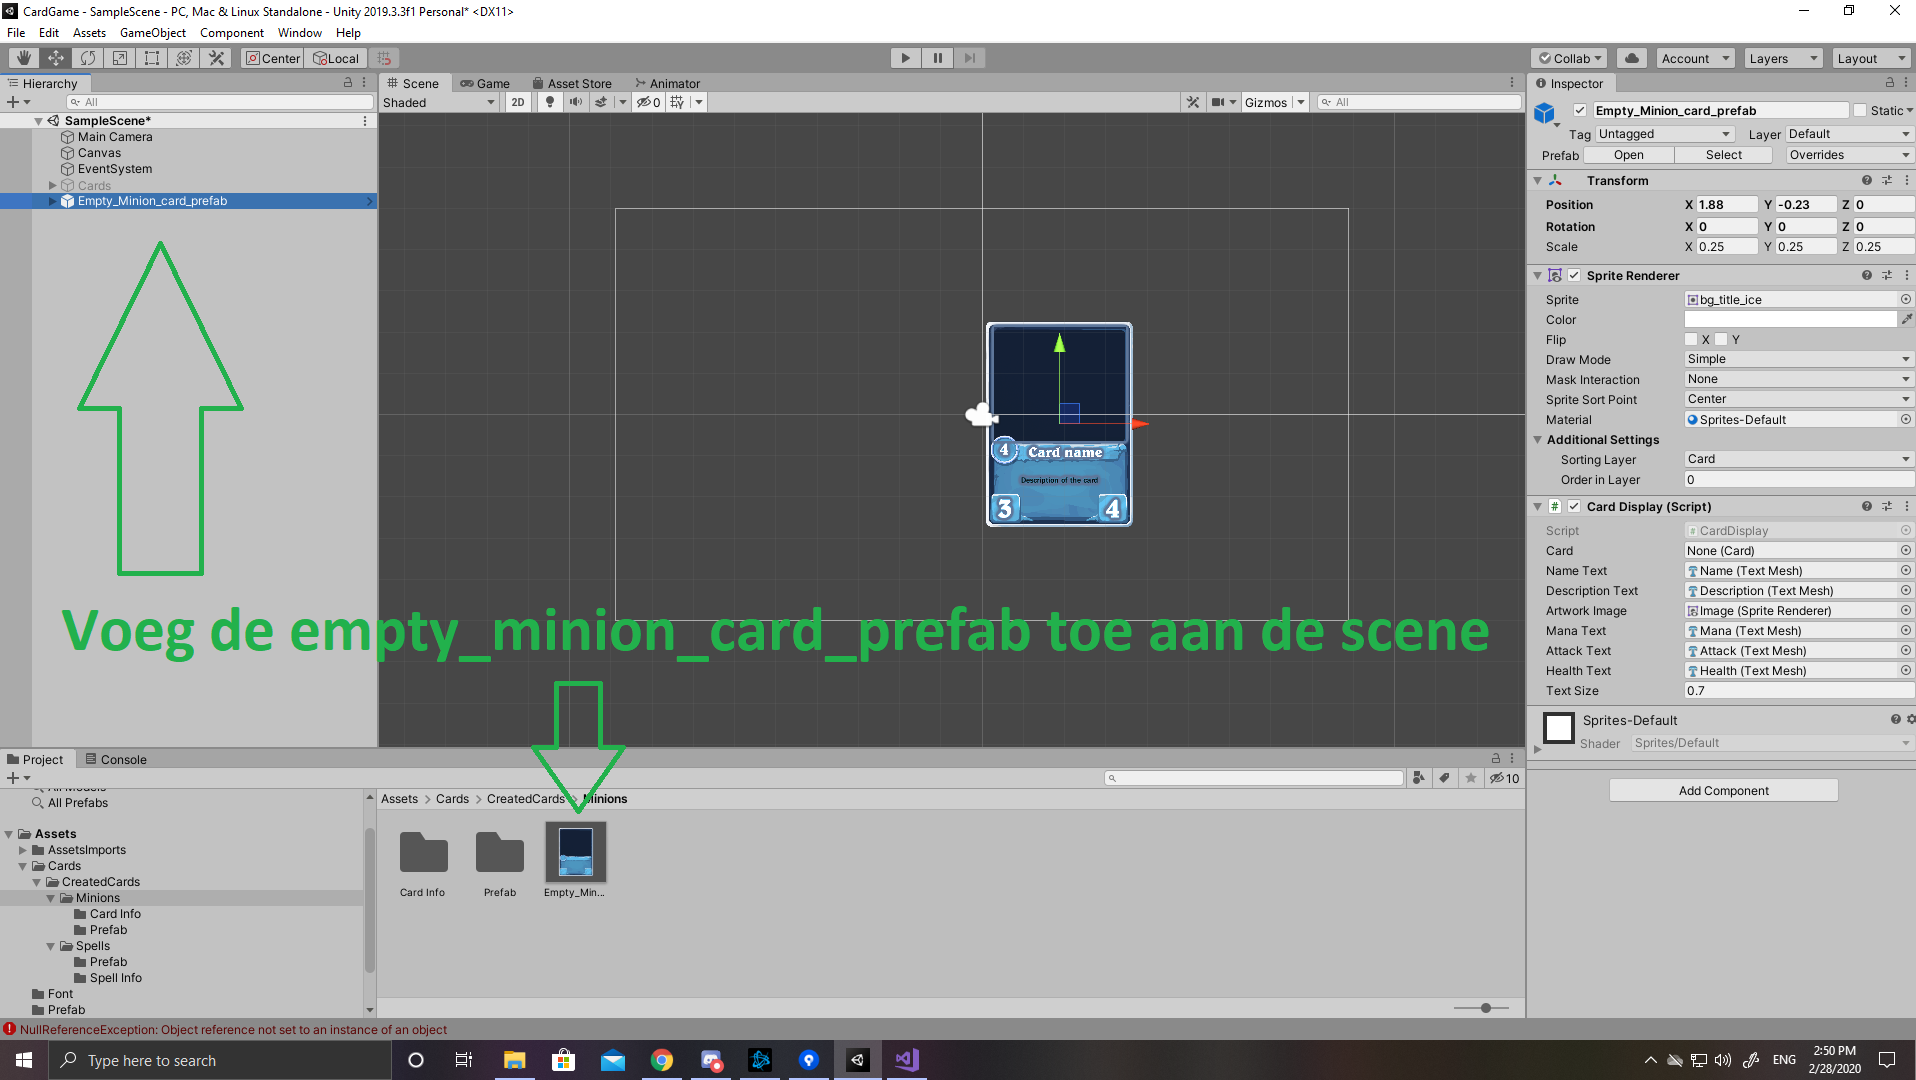 CardGame - SampleScene - PC, Mac & Linux Standalone - Unity 2019.3.3f1 Personal* <DX11>
File Edit Assets GameObject Component Window Help
Center Local
Collab Account Layers Layout
Hierarchy
All
SampleScene*
Main Camera
Canvas
EventSystem
Cards
Empty_Minion_card_prefab
Scene Game Asset Store Animator
Shaded 2D 0 Gizmos All
4 Card name
Description of the card
3 4
Voeg de empty_minion_card_prefab toe aan de scene
Inspector
Empty_Minion_card_prefab Static
Tag Untagged Layer Default
Prefab Open Select Overrides
Transform
Position X 1.88 Y -0.23 Z 0
Rotation X 0 Y 0 Z 0
Scale X 0.25 Y 0.25 Z 0.25
Sprite Renderer
Sprite bg_title_ice
Color
Flip X Y
Draw Mode Simple
Mask Interaction None
Sprite Sort Point Center
Material Sprites-Default
Additional Settings
Sorting Layer Card
Order in Layer 0
# Card Display (Script)
Script # CardDisplay
Card None (Card)
Name Text Name (Text Mesh)
Description Text Description (Text Mesh)
Artwork Image Image (Sprite Renderer)
Mana Text Mana (Text Mesh)
Attack Text Attack (Text Mesh)
Health Text Health (Text Mesh)
Text Size 0.7
Sprites-Default
Shader Sprites/Default
Add Component
Project Console
10
All Models
All Prefabs
Assets
AssetsImports
Cards
CreatedCards
Minions
Card Info
Prefab
Spells
Prefab
Spell Info
Font
Prefab
Assets > Cards > CreatedCards > Minions
Card Info Prefab Empty_Min...
NullReferenceException: Object reference not set to an instance of an object
Type here to search
ENG 2:50 PM
2/28/2020